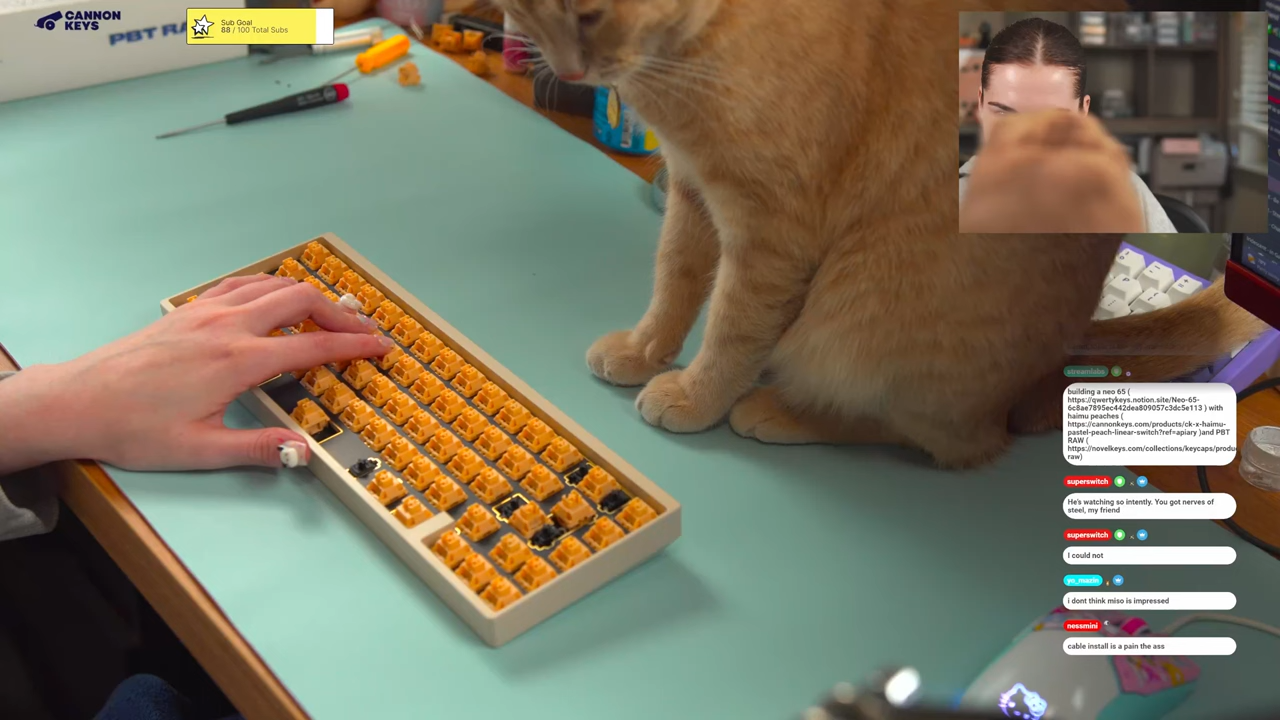 CANNON
KEYS
PBT RA
Sub Goal
88 / 100 Total Subs
streamlabs
building a neo 65 (
https://qwertykeys.notion.site/Neo-65-
6c8ae7895ec442dea809057c3dc5e113 ) with
haimu peaches (
https://cannonkeys.com/products/ck-x-haimu-
pastel-peach-linear-switch?ref=apiary )and PBT
RAW (
https://novelkeys.com/collections/keycaps/produ
raw)
superswitch
He's watching so intently. You got nerves of
steel, my friend
superswitch
I could not
yo_mazin
i dont think miso is impressed
nessmini
cable install is a pain the ass